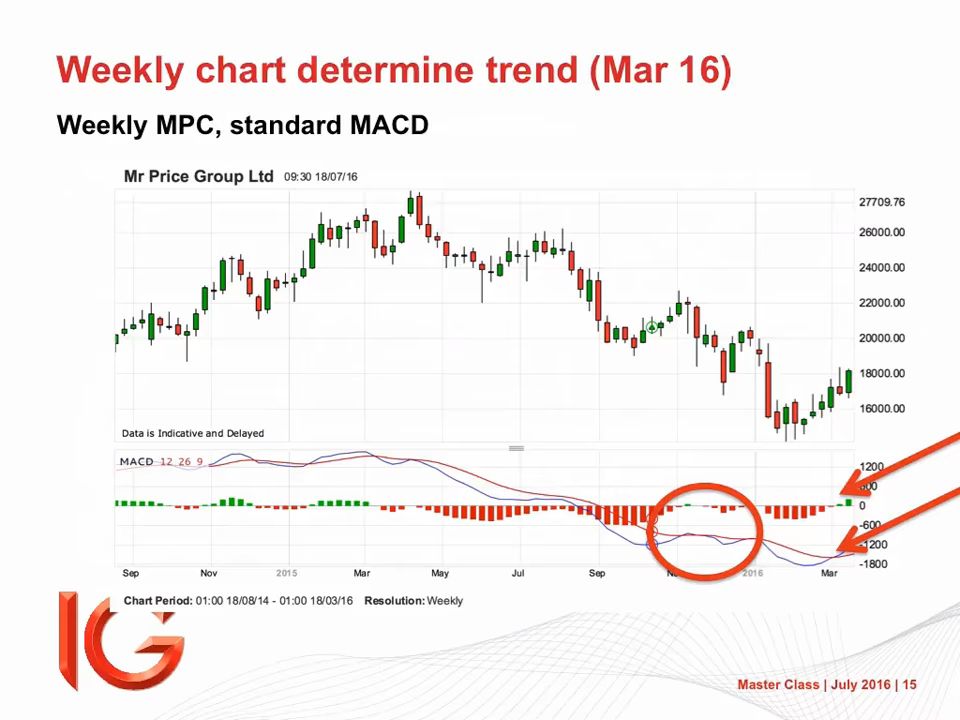 Weekly chart determine trend (Mar 16)
Weekly MPC, standard MACD
Mr Price Group Ltd 09:30 18/07/16
27709.76
26000.00
24000.00
22000.00
20000.00
18000.00
16000.00
Data is Indicative and Delayed
MACD 12 26 9
1200
0
-600
-1200
-1800
Sep Nov 2015 Mar May Jul Sep 2016 Mar
Chart Period: 01:00 18/08/14 - 01:00 18/03/16 Resolution: Weekly
IG
Master Class | July 2016 | 15